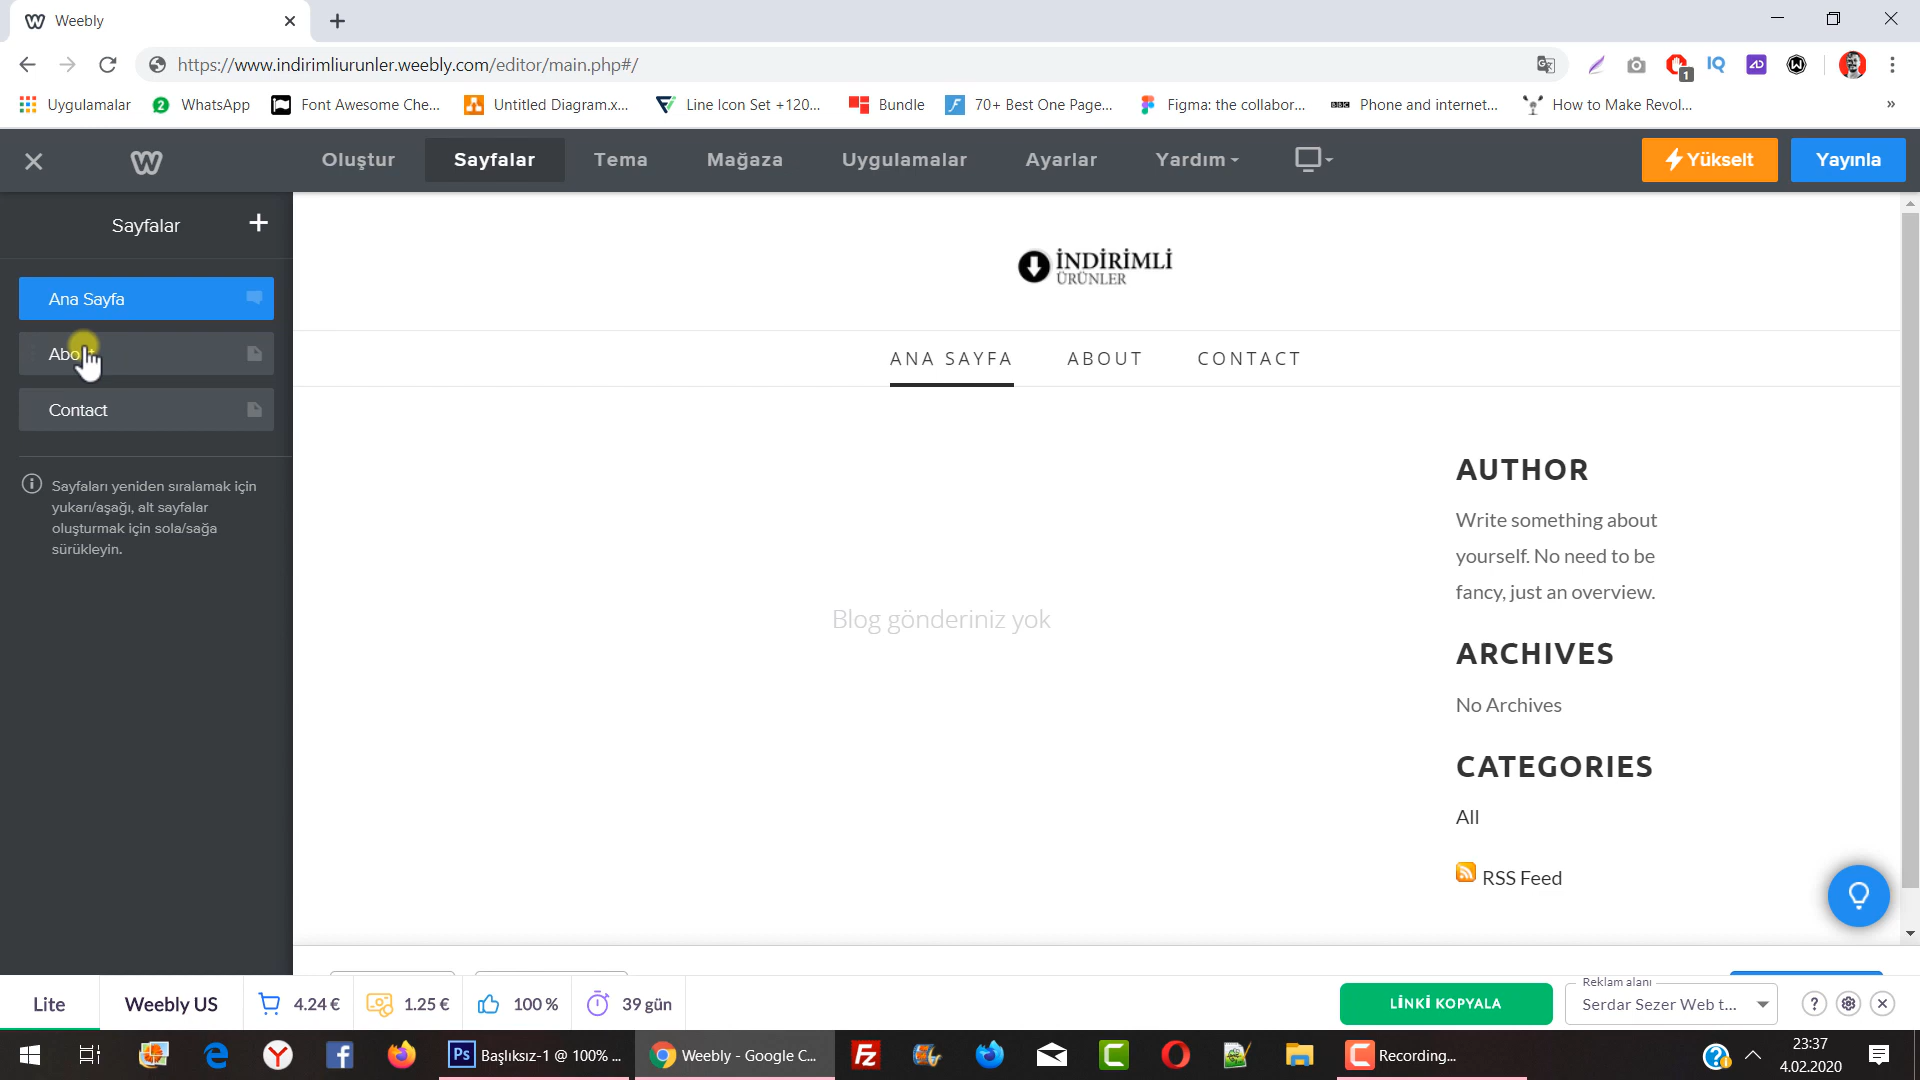 Weebly
https://www.indirimliurunler.weebly.com/editor/main.php#/
1
Uygulamalar
2
WhatsApp
Font Awesome Che...
Untitled Diagram.x...
Line Icon Set +120...
Bundle
70+ Best One Page...
Figma: the collabor...
BBC
Phone and internet...
How to Make Revol...
»
Oluştur
Sayfalar
Tema
Mağaza
Uygulamalar
Ayarlar
Yardım
Yükselt
Yayınla
Sayfalar
Ana Sayfa
Contact
Sayfaları yeniden sıralamak için
yukarı/aşağı, alt sayfalar
oluşturmak için sola/sağa
sürükleyin.
İNDİRİMLİ
ÜRÜNLER
ANA SAYFA
ABOUT
CONTACT
Blog gönderiniz yok
AUTHOR
Write something about
yourself. No need to be
fancy, just an overview.
ARCHIVES
No Archives
CATEGORIES
All
RSS Feed
Lite
Weebly US
4.24 €
1.25 €
100 %
39 gün
LİNKİ KOPYALA
Reklam alanı
Serdar Sezer Web t...
Başlıksız-1 @ 100% ...
Weebly - Google C...
Recording...
23:37
4.02.2020